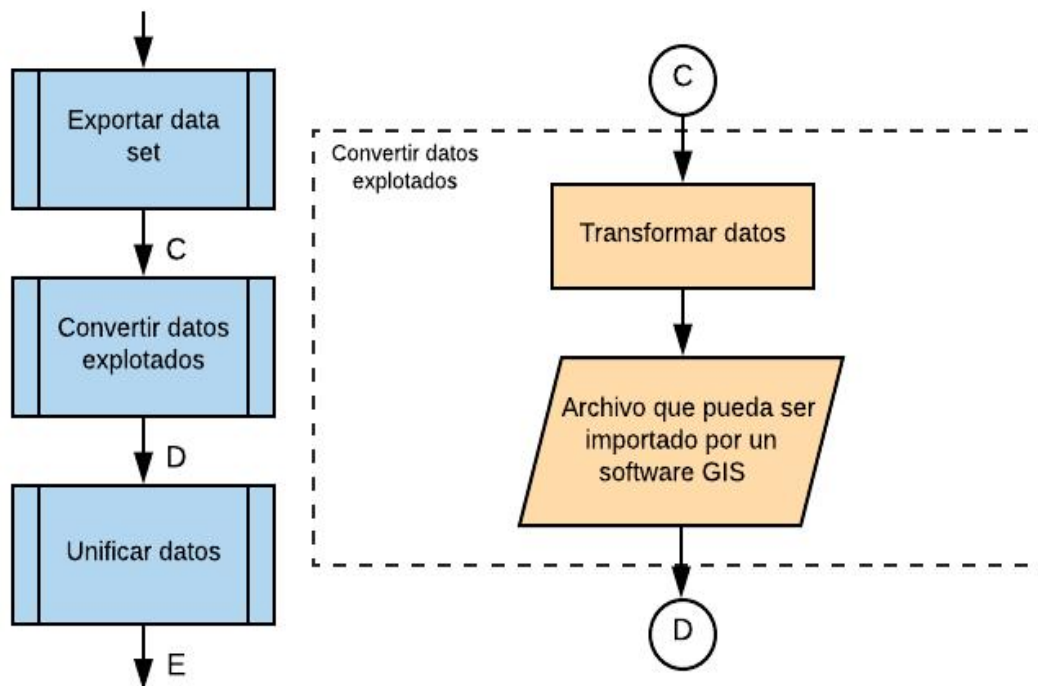 Exportar data
set
C
Convertir datos
explotados
D
Unificar datos
E
C
Convertir datos
explotados
Transformar datos
Archivo que pueda ser
importado por un
software GIS
D